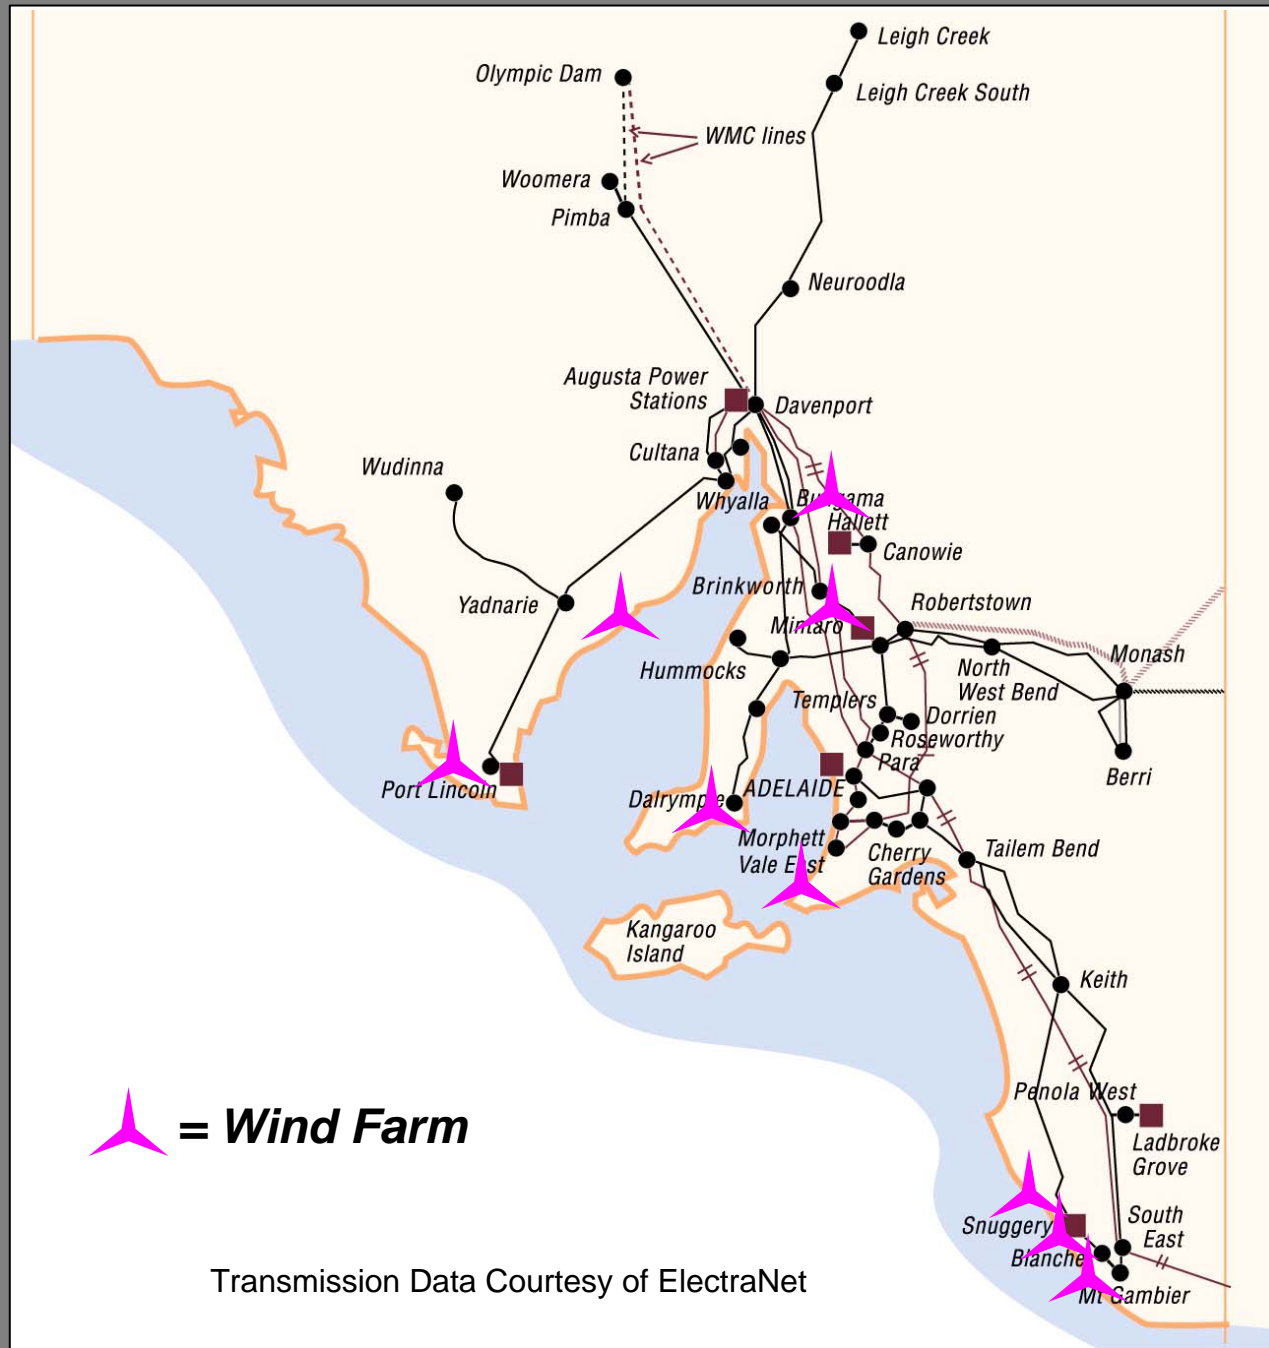 Leigh Creek
Olympic Dam
Leigh Creek South
WMC lines
Woomera
Pimba
Neuroodla
Augusta Power
Stations
Davenport
Cultana
Wudinna
Whyalla
Bungama
Hallett
Canowie
Brinkworth
Yadnarie
Robertstown
Mintaro
Hummocks
North
West Bend
Monash
Templers
Dorrien
Roseworthy
Para
Berri
Port Lincoln
Dalrymple
ADELAIDE
Morphett
Vale East
Cherry
Gardens
Tailem Bend
Kangaroo
Island
Keith
Penola West
Ladbroke
Grove
= Wind Farm
Snuggery
South
East
Blanche
Mt Gambier
Transmission Data Courtesy of ElectraNet